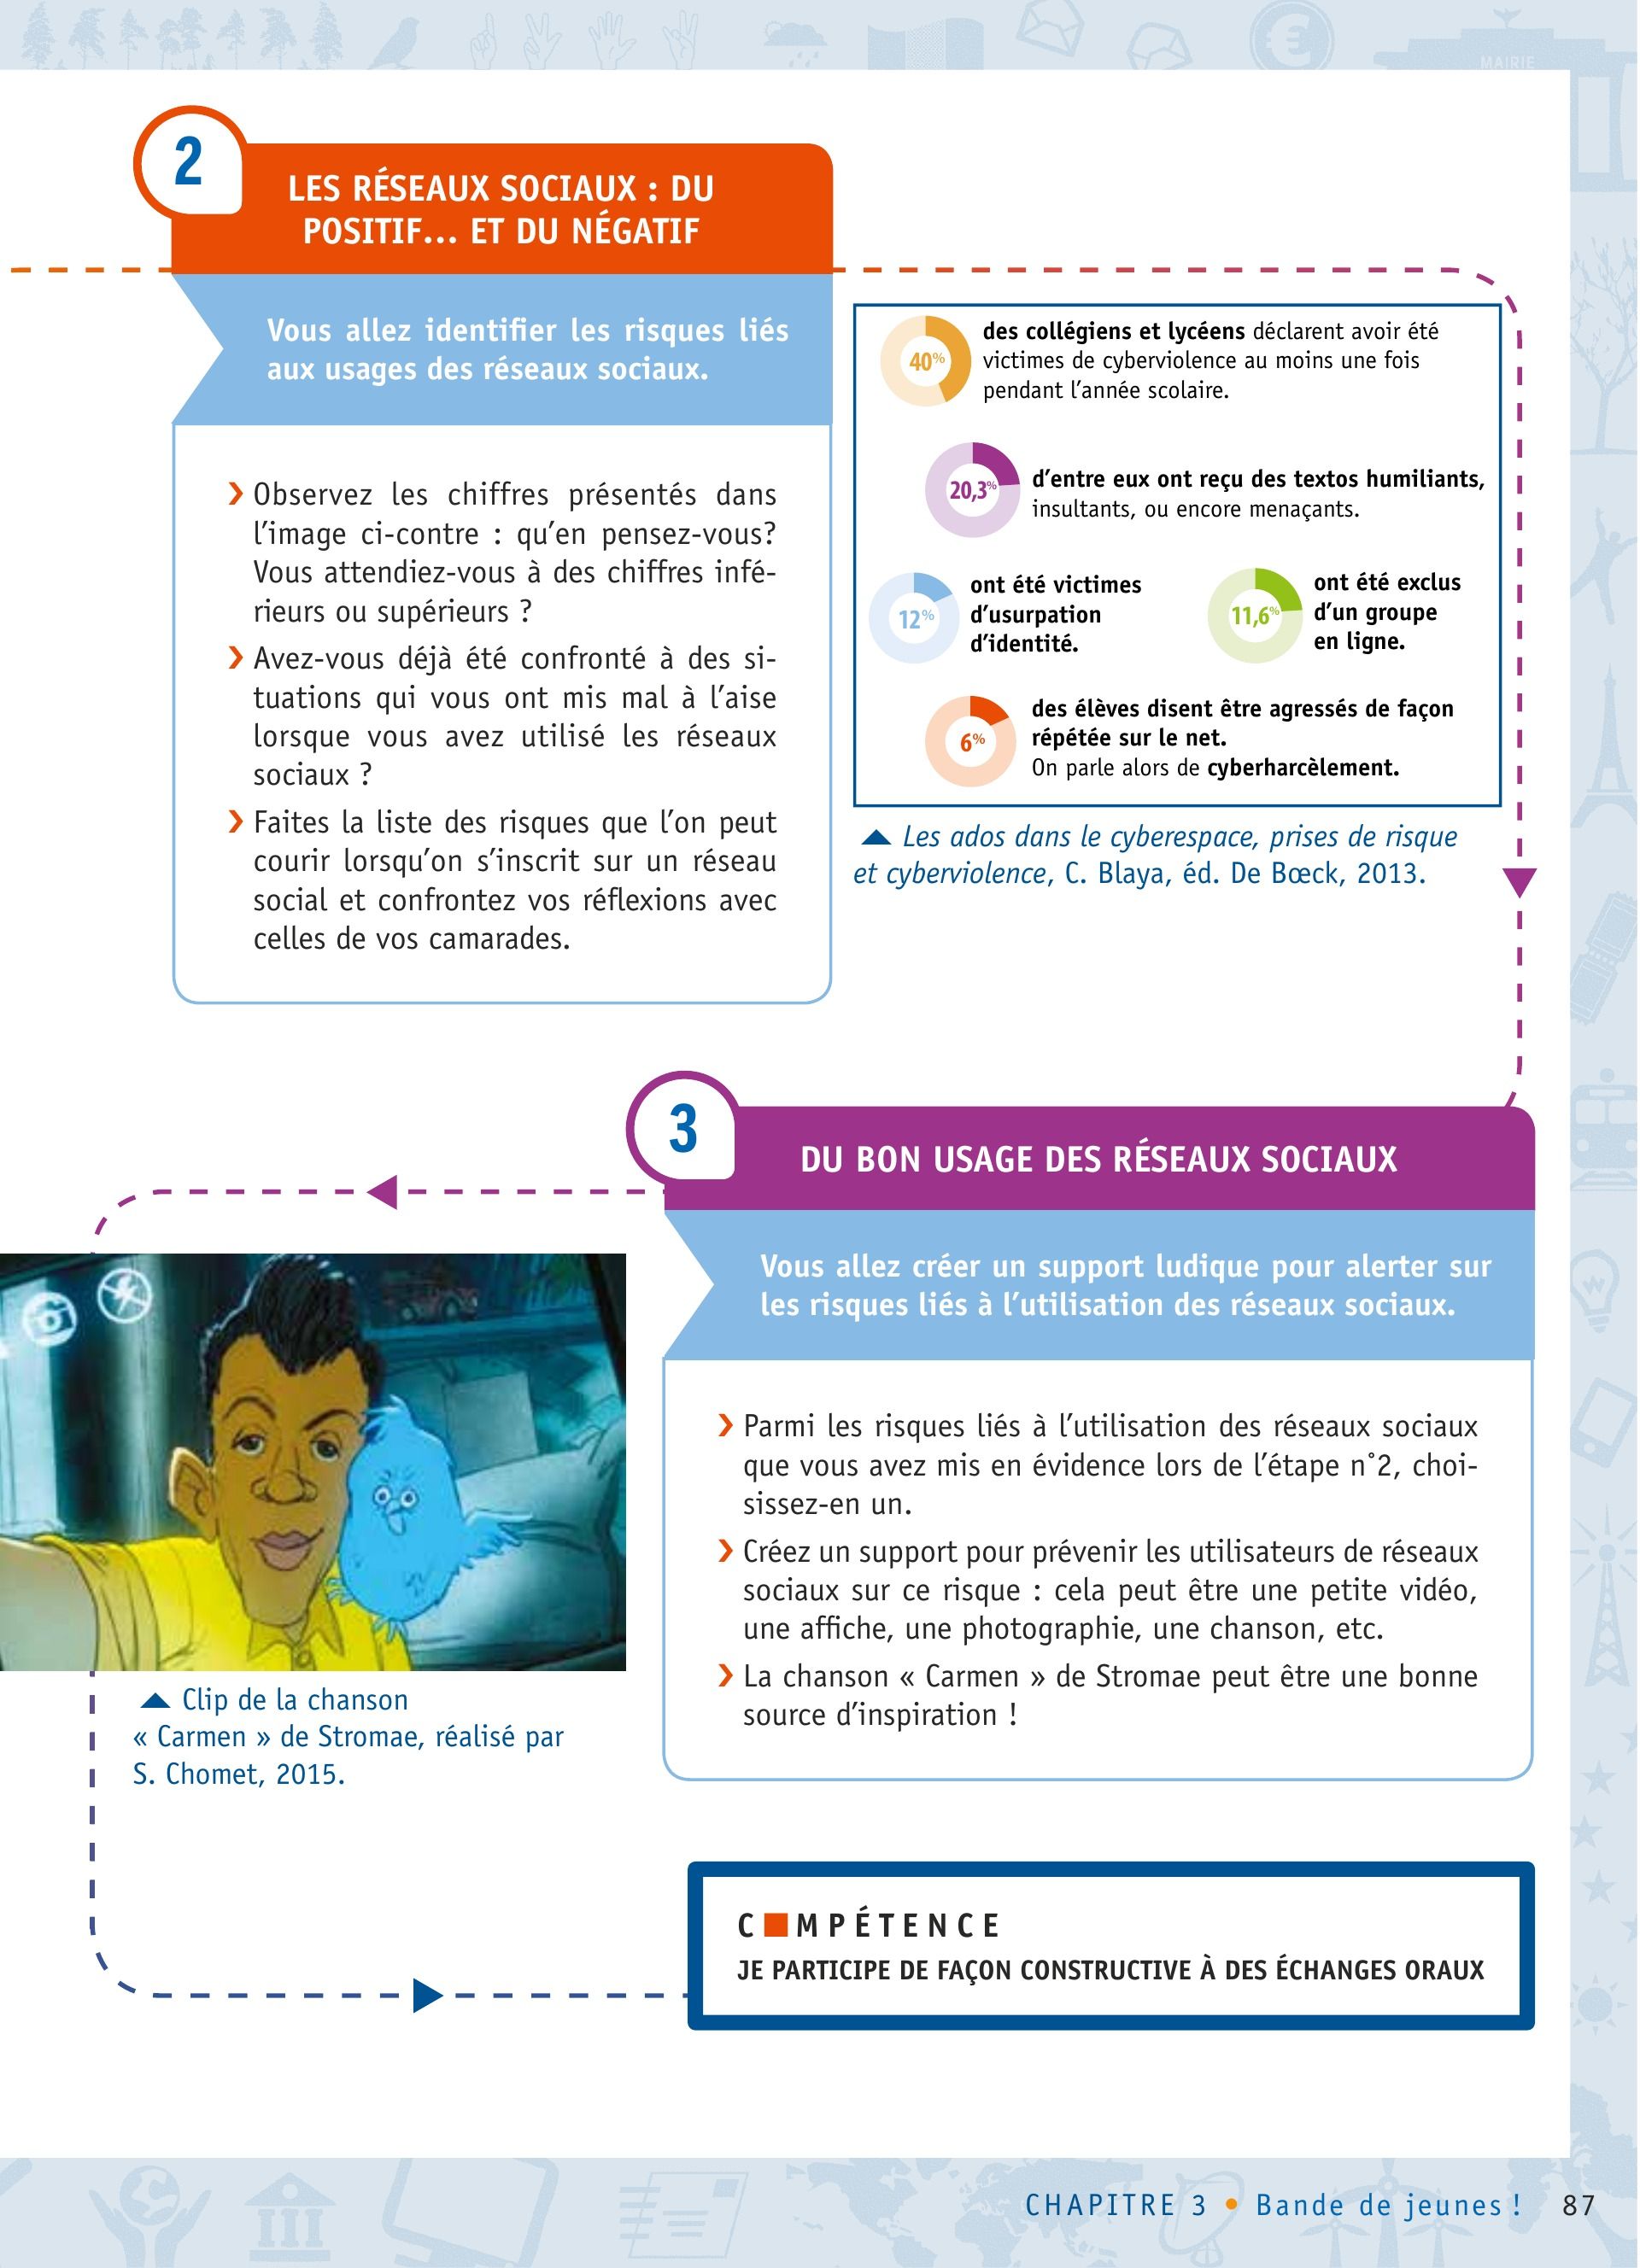 MAIRIE
2
LES RÉSEAUX SOCIAUX : DU
POSITIF... ET DU NÉGATIF
Vous allez identifier les risques liés
aux usages des réseaux sociaux.
› Observez les chiffres présentés dans
l'image ci-contre : qu'en pensez-vous?
Vous attendiez-vous à des chiffres infé-
rieurs ou supérieurs ?
› Avez-vous déjà été confronté à des si-
tuations qui vous ont mis mal à l'aise
lorsque vous avez utilisé les réseaux
sociaux ?
› Faites la liste des risques que l'on peut
courir lorsqu'on s'inscrit sur un réseau
social et confrontez vos réflexions avec
celles de vos camarades.
40%
des collégiens et lycéens déclarent avoir été
victimes de cyberviolence au moins une fois
pendant l'année scolaire.
20,3%
d'entre eux ont reçu des textos humiliants,
insultants, ou encore menaçants.
12%
ont été victimes
d'usurpation
d'identité.
11,6%
ont été exclus
d'un groupe
en ligne.
6%
des élèves disent être agressés de façon
répétée sur le net.
On parle alors de cyberharcèlement.
Les ados dans le cyberespace, prises de risque
et cyberviolence, C. Blaya, éd. De Bœck, 2013.
3
DU BON USAGE DES RÉSEAUX SOCIAUX
Vous allez créer un support ludique pour alerter sur
les risques liés à l'utilisation des réseaux sociaux.
› Parmi les risques liés à l'utilisation des réseaux sociaux
que vous avez mis en évidence lors de l'étape n°2, choi-
sissez-en un.
› Créez un support pour prévenir les utilisateurs de réseaux
sociaux sur ce risque : cela peut être une petite vidéo,
une affiche, une photographie, une chanson, etc.
› La chanson « Carmen » de Stromae peut être une bonne
source d'inspiration !
Clip de la chanson
« Carmen » de Stromae, réalisé par
S. Chomet, 2015.
C■MPÉTENCE
JE PARTICIPE DE FAÇON CONSTRUCTIVE À DES ÉCHANGES ORAUX
CHAPITRE 3 • Bande de jeunes ! 87